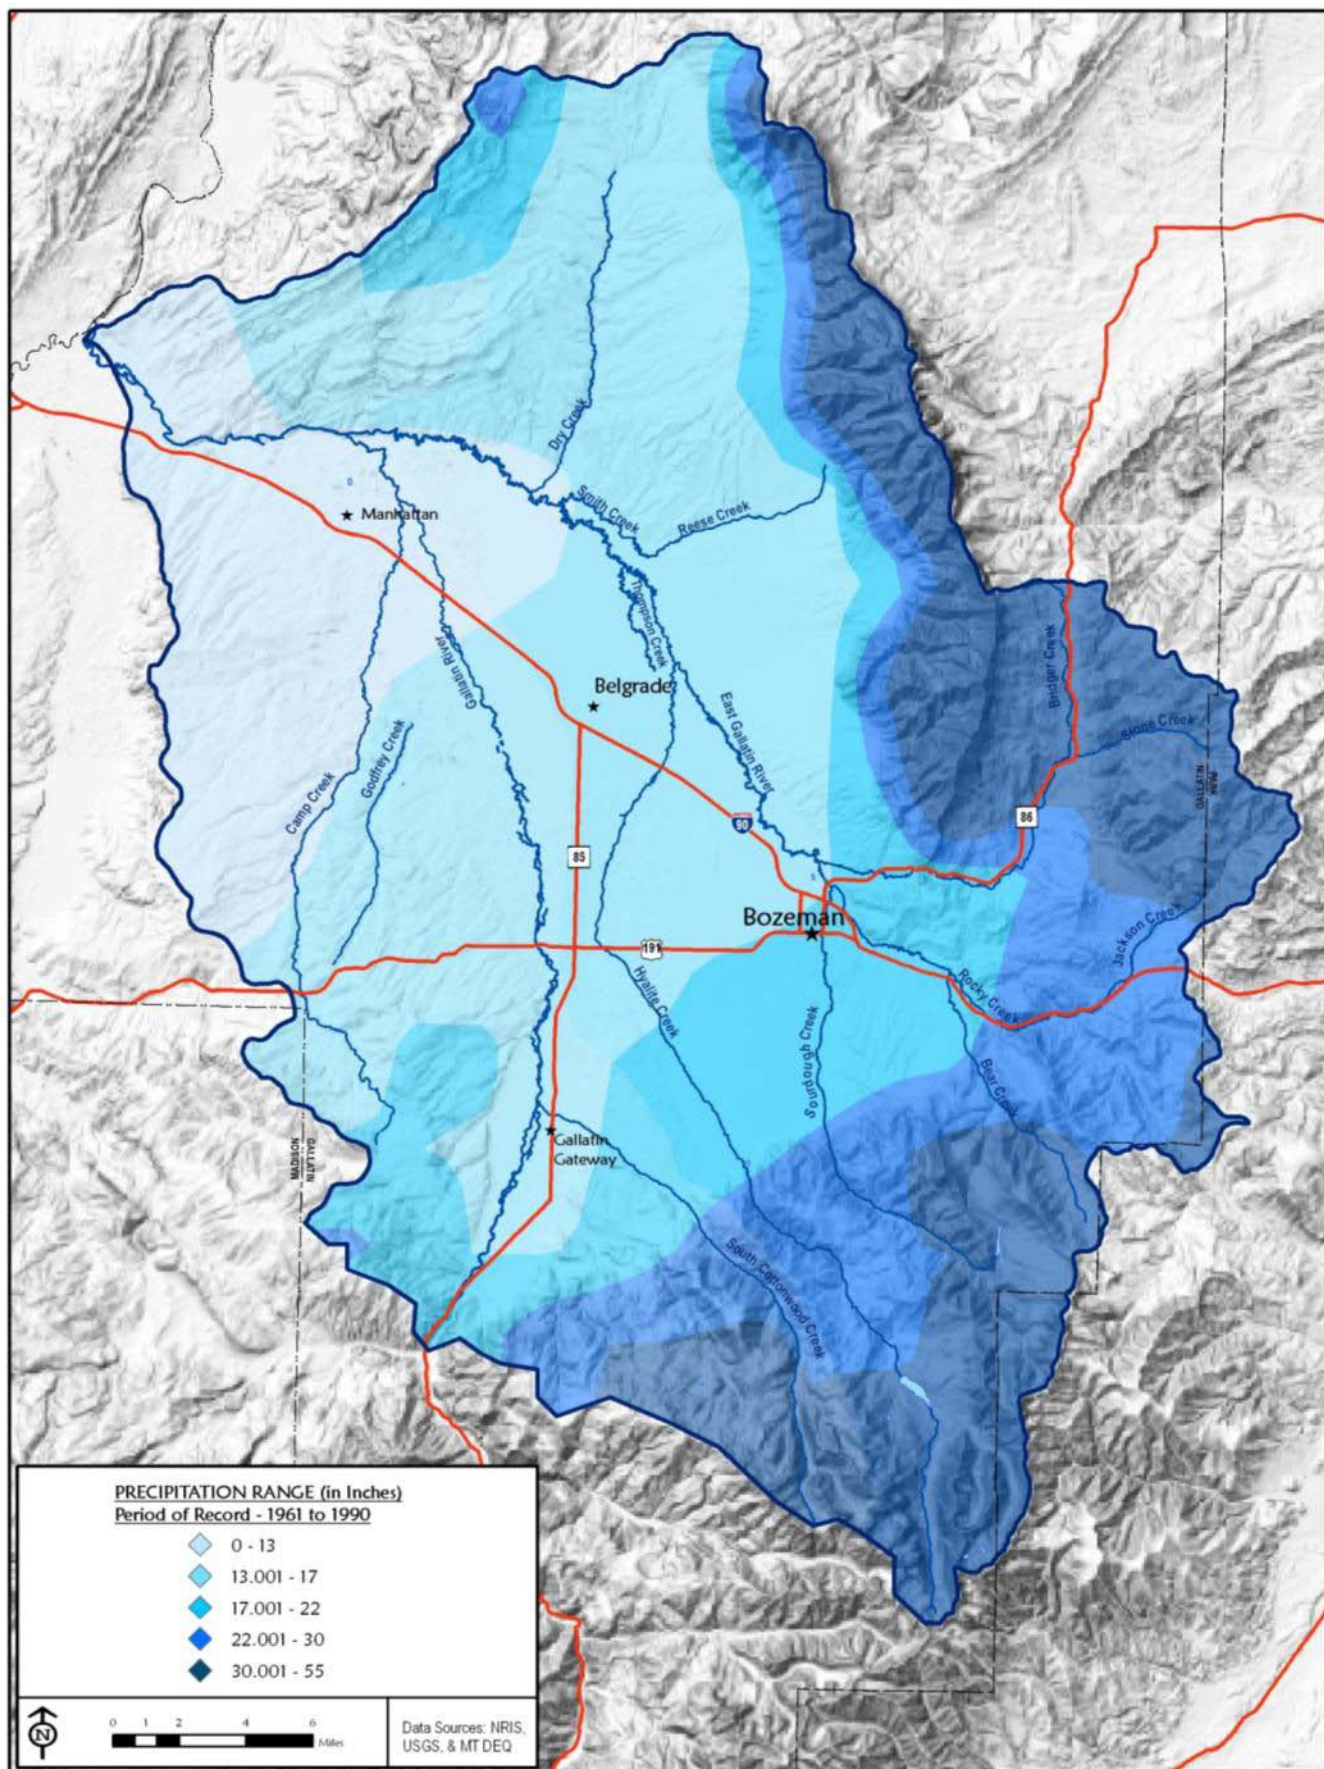 Dry Creek
Smith Creek
Reese Creek
Manhattan
Thompson Creek
Gallatin River
Belgrade
East Gallatin River
Bridger Creek
Stone Creek
GALLATIN
PARK
Godfrey Creek
Camp Creek
90
86
85
Bozeman
191
Jackson Creek
Hyalite Creek
Rocky Creek
Sourdough Creek
Bear Creek
MADISON
GALLATIN
Gallatin
Gateway
South Cottonwood Creek
PRECIPITATION RANGE (in Inches)
Period of Record - 1961 to 1990
0 - 13
13.001 - 17
17.001 - 22
22.001 - 30
30.001 - 55
N
0 1 2 4 6
Miles
Data Sources: NRIS,
USGS, & MT DEQ